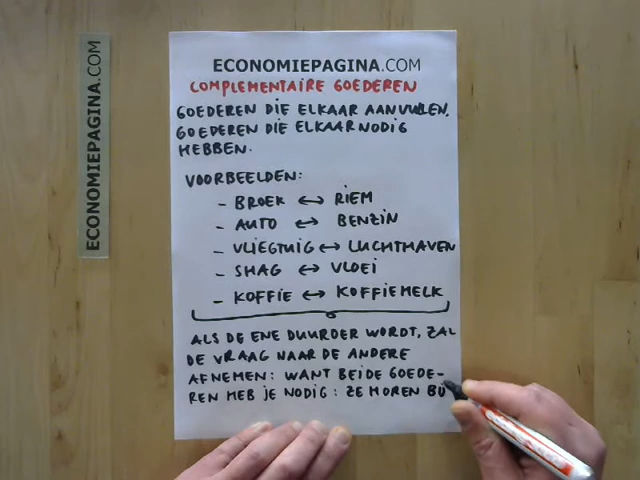 ECONOMIEPAGINA.COM
ECONOMIEPAGINA.COM
COMPLEMENTAIRE GOEDEREN
GOEDEREN DIE ELKAAR AANVULLEN.
GOEDEREN DIE ELKAAR NODIG
HEBBEN.
VOORBEELDEN:
- BROEK ↔ RIEM
- AUTO ↔ BENZIN
- VLIEGTUIG ↔ LUCHTHAVEN
- SHAG ↔ VLOEI
- KOFFIE ↔ KOFFIEMELK
ALS DE ENE DUURDER WORDT, ZAL
DE VRAAG NAAR DE ANDERE
AFNEMEN: WANT BEIDE GOEDE-
REN HEB JE NODIG: ZE HOREN BIJ